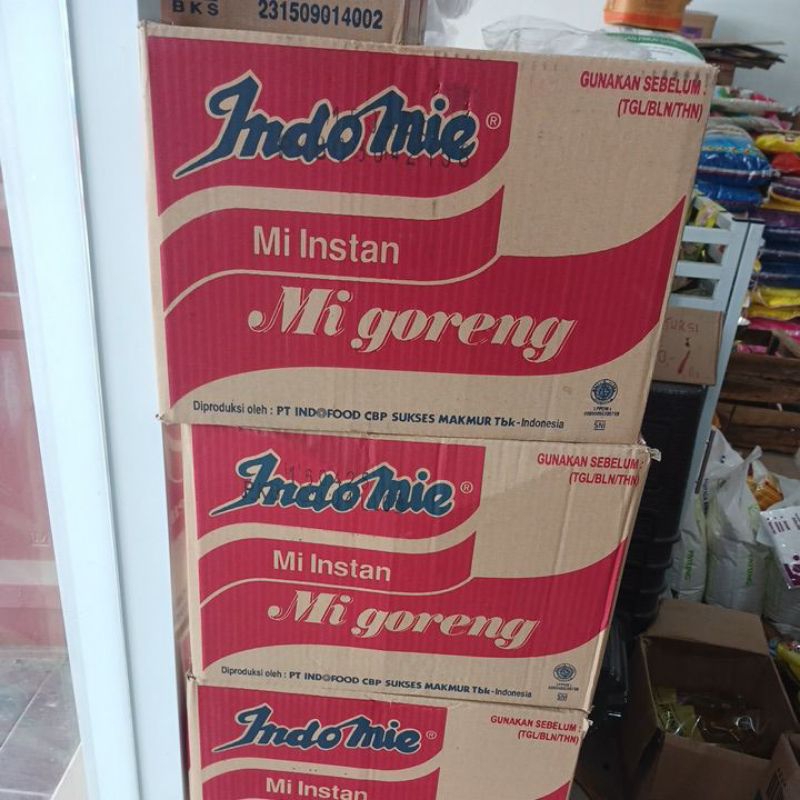 BKS 231509014002
IndoMie®
GUNAKAN SEBELUM :
(TGL/BLN/THN)
Mi Instan
Mi goreng
Diproduksi oleh : PT INDOFOOD CBP SUKSES MAKMUR Tbk-Indonesia
SNI
IndoMie®
GUNAKAN SEBELUM :
(TGL/BLN/THN)
Mi Instan
Mi goreng
Diproduksi oleh : PT INDOFOOD CBP SUKSES MAKMUR Tbk-Indonesia
SNI
IndoMie®
GUNAKAN SEBELUM :
(TGL/BLN/THN)
Mi Instan